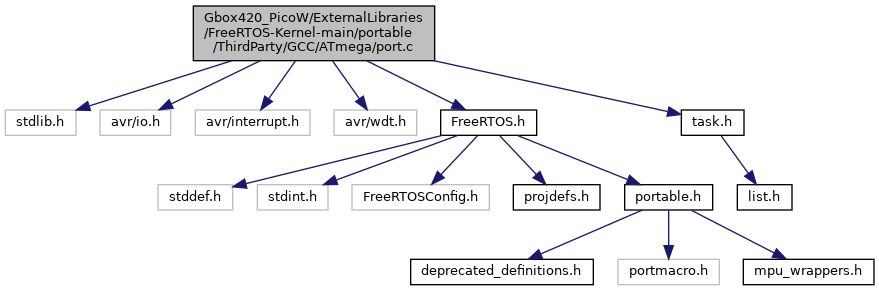 Gbox420_PicoW/ExternalLibraries
/FreeRTOS-Kernel-main/portable
/ThirdParty/GCC/ATmega/port.c
stdlib.h
avr/io.h
avr/interrupt.h
avr/wdt.h
FreeRTOS.h
task.h
stddef.h
stdint.h
FreeRTOSConfig.h
projdefs.h
portable.h
list.h
deprecated_definitions.h
portmacro.h
mpu_wrappers.h